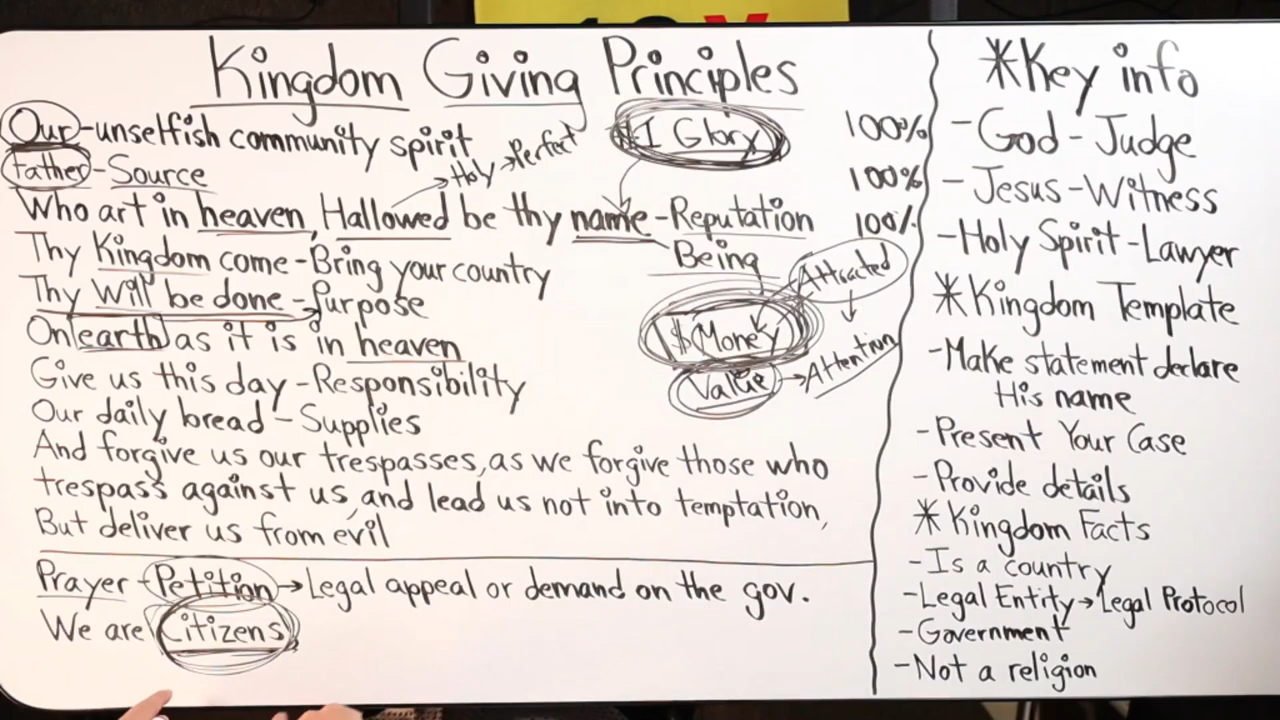 Kingdom Giving Principles
Our - unselfish community spirit
father - Source
Holy → Perfect
#1 Glory
100%
100%
100%
Who art in heaven, Hallowed be thy name - Reputation
Being
Thy Kingdom come - Bring your country
Thy Will be done - Purpose
On earth as it is in heaven
Give us this day - Responsibility
Our daily bread - Supplies
And forgive us our trespasses, as we forgive those who
trespass against us, and lead us not into temptation,
But deliver us from evil
Attracted
$ Money
Value → Attention
Prayer - Petition → Legal appeal or demand on the gov.
We are Citizens
*Key info
- God - Judge
- Jesus - Witness
- Holy Spirit - Lawyer
*Kingdom Template
- Make statement declare
His name
- Present Your Case
- Provide details
*Kingdom Facts
- Is a country
- Legal Entity → Legal Protocol
- Government
- Not a religion